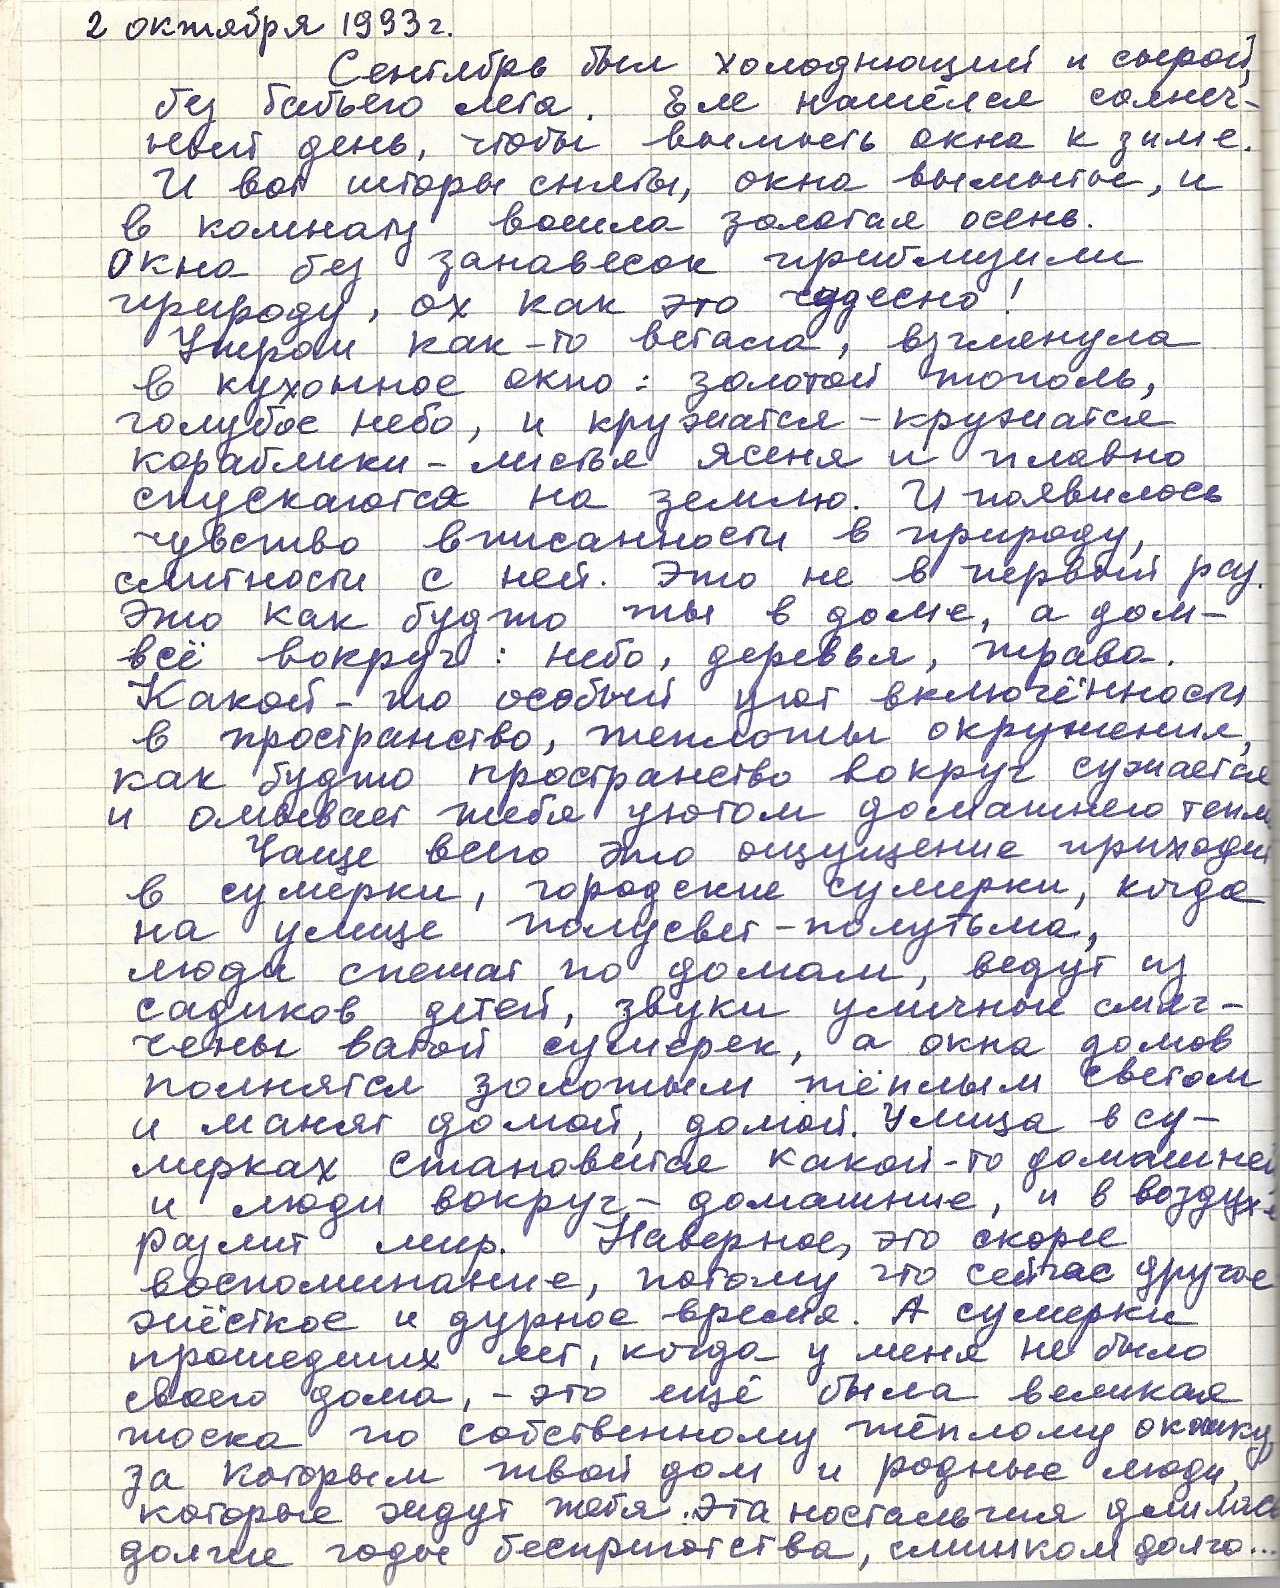 2 октября 1993 г.
Сентябрь был холоднющий и сырой,
без бабьего лета. Еле нашёлся солнеч-
ный день, чтобы вымыть окна к зиме.
И вот шторы сняты, окна вымыты, и
в комнату вошла золотая осень.
Окна без занавесок приблизили
природу, ох как это чудесно!
Утром как-то встала, взглянула
в кухонное окно: золотой тополь,
голубое небо, и кружатся-кружатся
кораблики-листья ясеня и плавно
спускаются на землю. И появилось
чувство вписанности в природу,
слитности с ней. Это не в первый раз.
Это как будто ты в доме, а дом-
всё вокруг: небо, деревья, трава.
Какой-то особый уют включённости
в пространство, теплоты окружения,
как будто пространство вокруг сужается
и омывает тебя уютом домашнего тепла.
Чаще всего это ощущение приходит
в сумерки, городские сумерки, когда
на улице полусвет-полутьма,
люди спешат по домам, ведут из
садиков детей, звуки уличные смяг-
чены ватой сумерек, а окна домов
полнятся золотым тёплым светом
и манят домой, домой. Улица в су-
мерках становится какой-то домашней
и люди вокруг - домашние, и в воздухе
разлит мир. Наверное, это скорее
воспоминание, потому что сейчас другое
жёсткое и дурное время. А сумерки
прошедших лет, когда у меня не было
своего дома, - это ещё была великая
тоска по собственному тёплому окошку,
за которым твой дом и родные люди,
которые ждут тебя. Эта ностальгия длилась
долгие годы бесприютства, слишком долго...